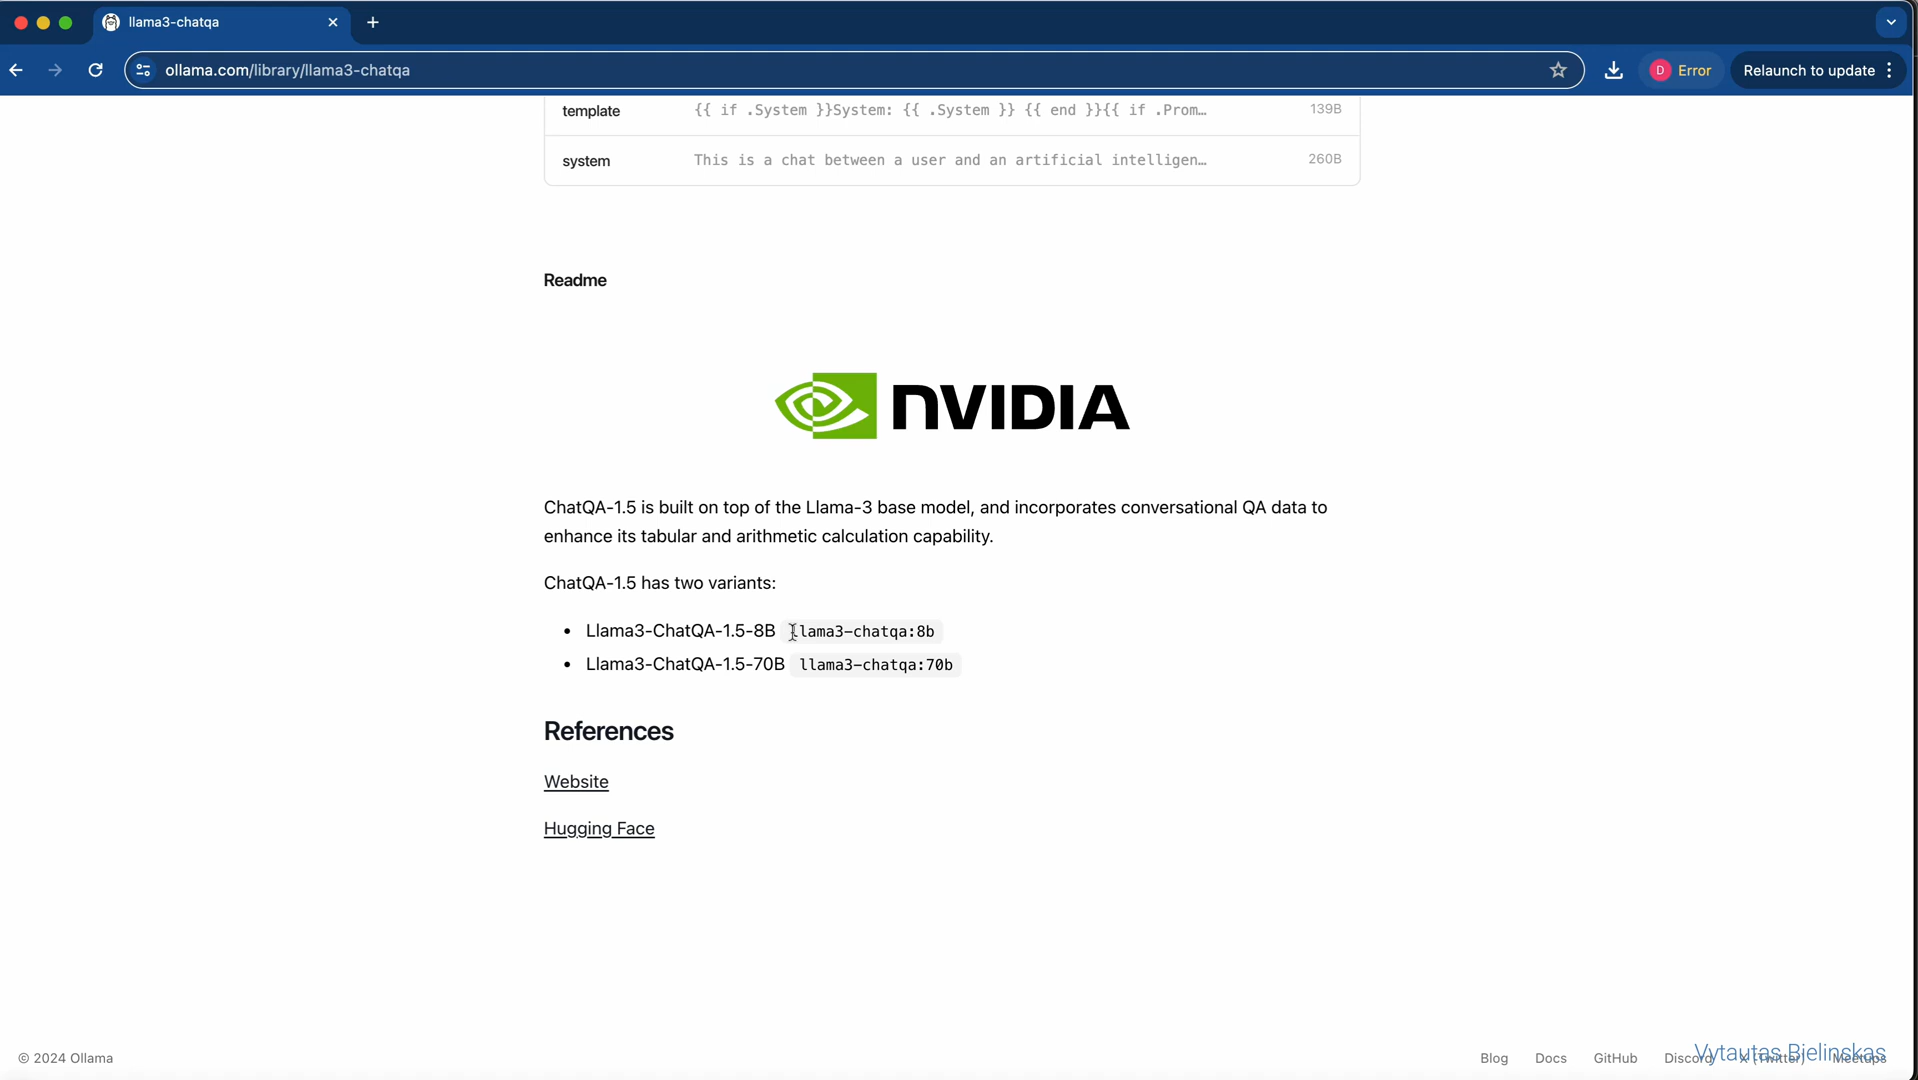 llama3-chatqa
ollama.com/library/llama3-chatqa
D Error
Relaunch to update
template {{ if .System }}System: {{ .System }} {{ end }}{{ if .Prom… 139B
system This is a chat between a user and an artificial intelligen… 260B
Readme
NVIDIA
ChatQA-1.5 is built on top of the Llama-3 base model, and incorporates conversational QA data to
enhance its tabular and arithmetic calculation capability.
ChatQA-1.5 has two variants:
• Llama3-ChatQA-1.5-8B llama3-chatqa:8b
• Llama3-ChatQA-1.5-70B llama3-chatqa:70b
References
Website
Hugging Face
© 2024 Ollama
Blog Docs GitHub Discord X (Twitter) Meetups
Vytautas Bielinskas